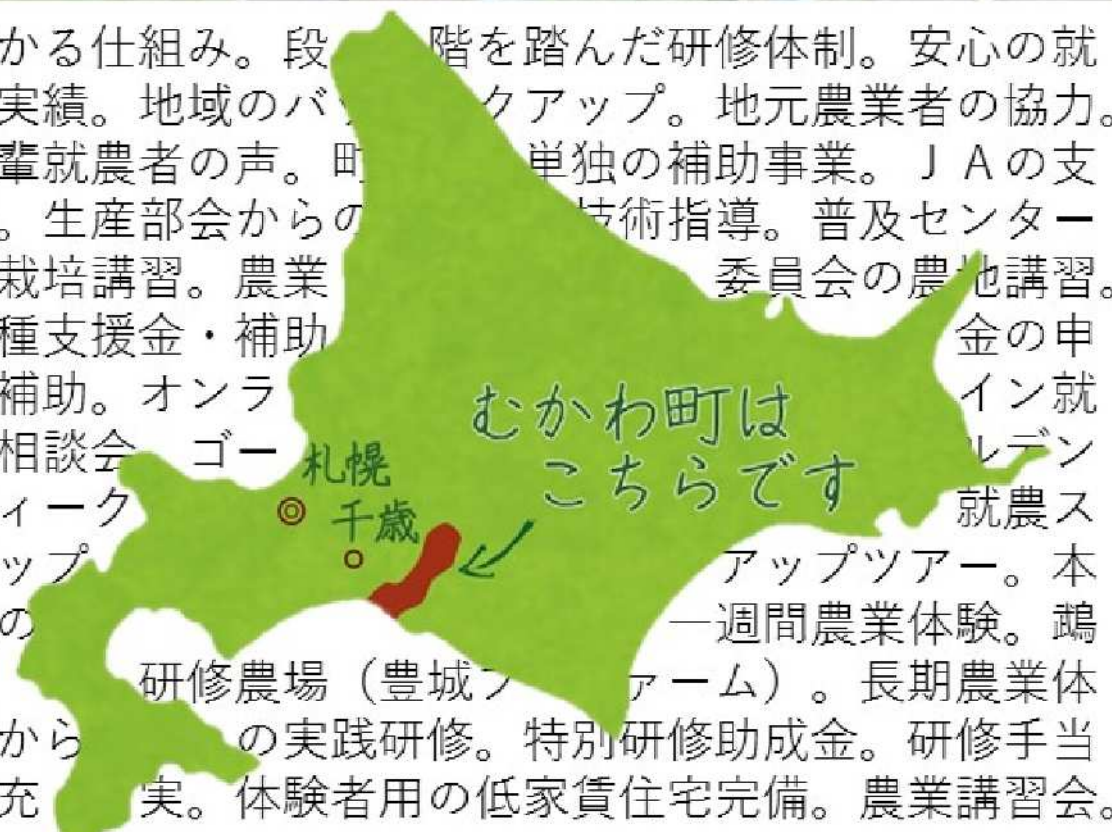 かる仕組み。段階を踏んだ研修体制。安心の就
実績。地域のバックアップ。地元農業者の協力。
輩就農者の声。町単独の補助事業。ＪＡの支
。生産部会からの技術指導。普及センター
栽培講習。農業委員会の農地講習。
種支援金・補助金の申
補助。オンライン就
相談会 ゴールデン
ィーク就農ス
ップアップツアー。本
の一週間農業体験。鵡
研修農場（豊城ファーム）。長期農業体
からの実践研修。特別研修助成金。研修手当
充実。体験者用の低家賃住宅完備。農業講習会。
むかわ町は
こちらです
札幌
千歳